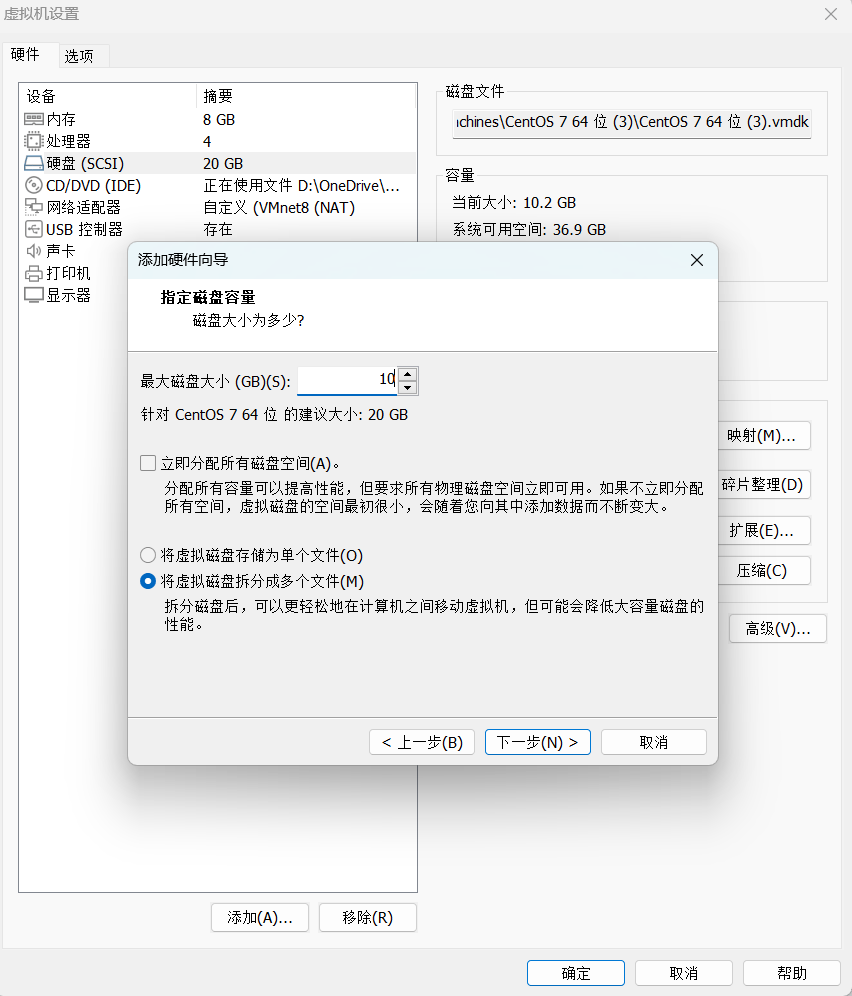 虚拟机设置
硬件
选项
设备 摘要
内存 8 GB
处理器 4
硬盘 (SCSI) 20 GB
CD/DVD (IDE) 正在使用文件 D:\OneDrive\...
网络适配器 自定义 (VMnet8 (NAT)
USB 控制器 存在
声卡
打印机
显示器
磁盘文件
chines\CentOS 7 64 位 (3)\CentOS 7 64 位 (3).vmdk
容量
当前大小: 10.2 GB
系统可用空间: 36.9 GB
添加硬件向导
指定磁盘容量
磁盘大小为多少?
最大磁盘大小 (GB)(S): 10
针对 CentOS 7 64 位 的建议大小: 20 GB
立即分配所有磁盘空间(A)。
分配所有容量可以提高性能，但要求所有物理磁盘空间立即可用。如果不立即分配
所有空间，虚拟磁盘的空间最初很小，会随着您向其中添加数据而不断变大。
将虚拟磁盘存储为单个文件(O)
将虚拟磁盘拆分成多个文件(M)
拆分磁盘后，可以更轻松地在计算机之间移动虚拟机，但可能会降低大容量磁盘的
性能。
< 上一步(B)
下一步(N) >
取消
映射(M)...
碎片整理(D)
扩展(E)...
压缩(C)
高级(V)...
添加(A)...
移除(R)
确定
取消
帮助